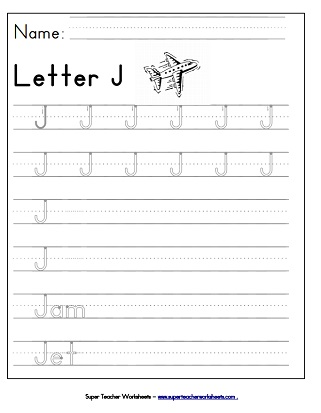 Name:
Letter J
J J J J J J
J J J J J J
J
J
Jam
Jet
Super Teacher Worksheets - www.superteacherworksheets.com